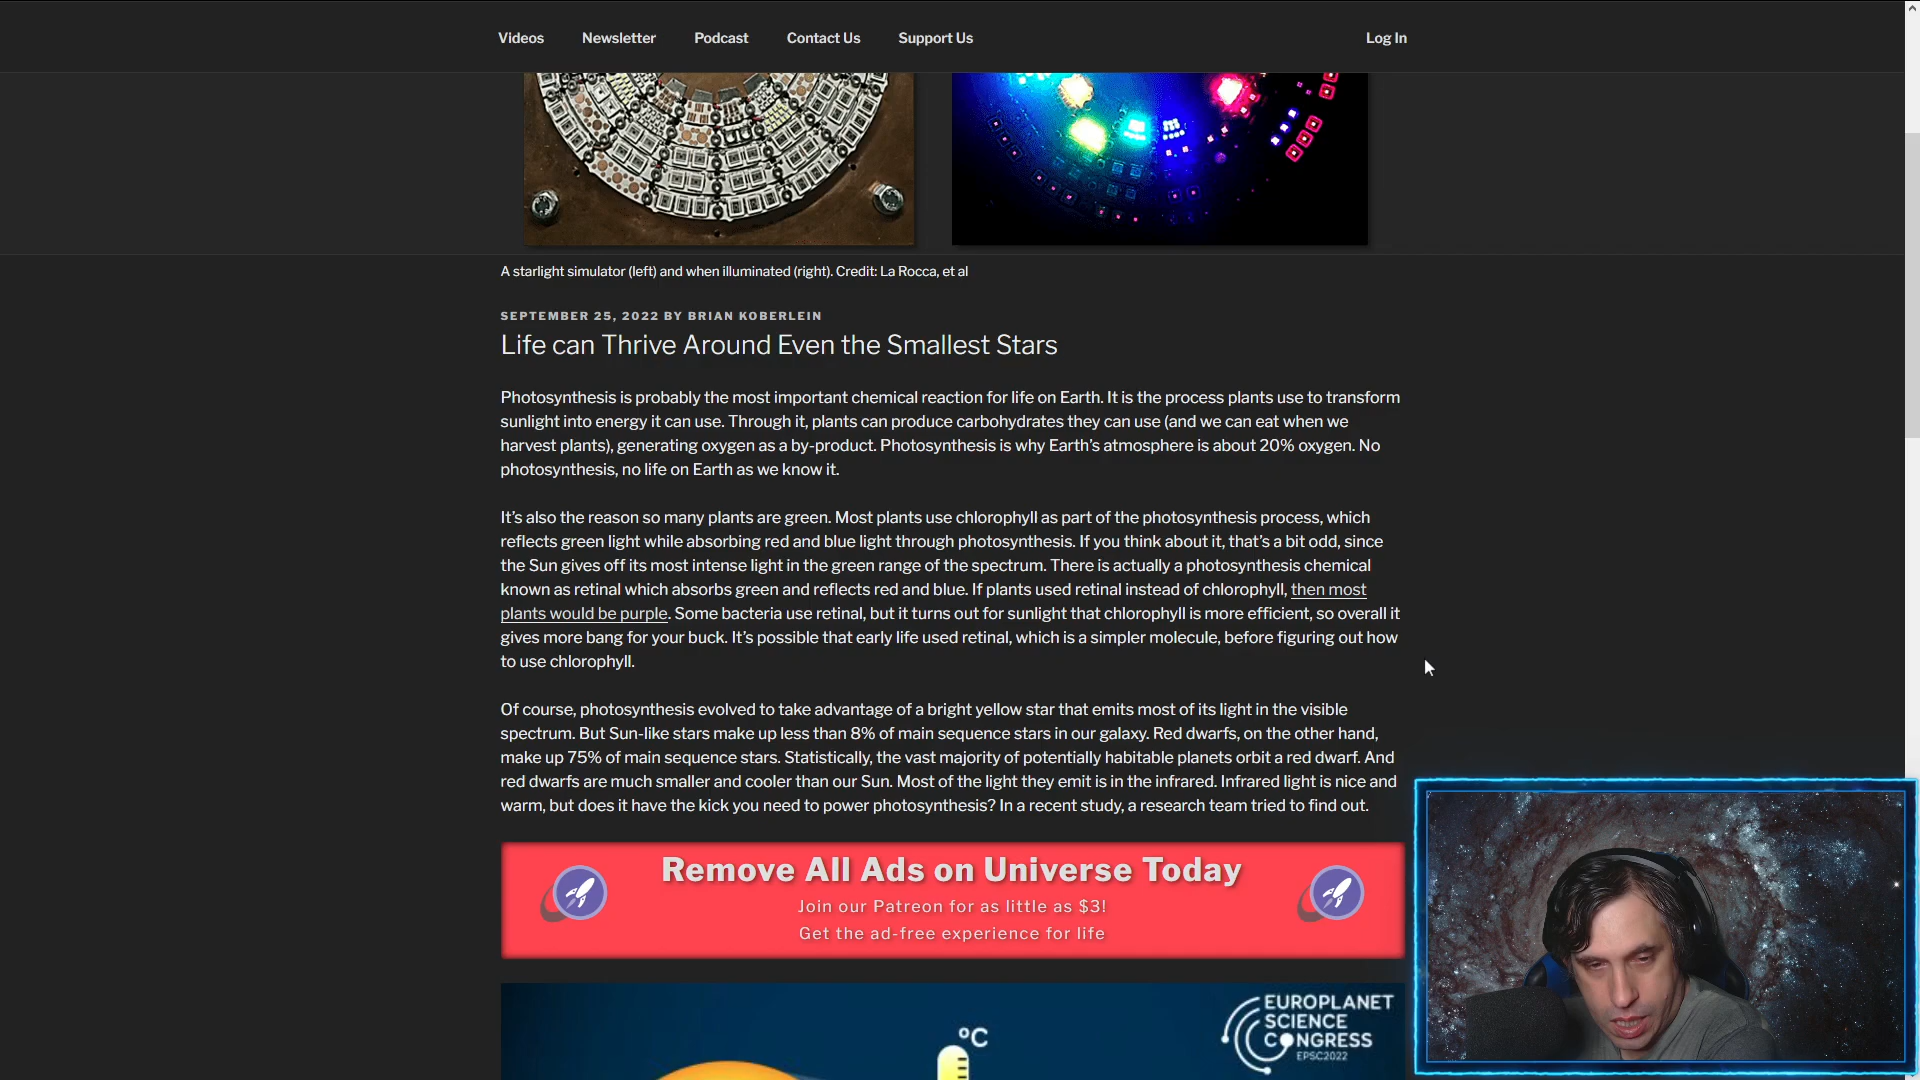 Videos Newsletter Podcast Contact Us Support Us Log In
A starlight simulator (left) and when illuminated (right). Credit: La Rocca, et al
SEPTEMBER 25, 2022 BY BRIAN KOBERLEIN
Life can Thrive Around Even the Smallest Stars
Photosynthesis is probably the most important chemical reaction for life on Earth. It is the process plants use to transform
sunlight into energy it can use. Through it, plants can produce carbohydrates they can use (and we can eat when we
harvest plants), generating oxygen as a by-product. Photosynthesis is why Earth's atmosphere is about 20% oxygen. No
photosynthesis, no life on Earth as we know it.
It's also the reason so many plants are green. Most plants use chlorophyll as part of the photosynthesis process, which
reflects green light while absorbing red and blue light through photosynthesis. If you think about it, that's a bit odd, since
the Sun gives off its most intense light in the green range of the spectrum. There is actually a photosynthesis chemical
known as retinal which absorbs green and reflects red and blue. If plants used retinal instead of chlorophyll, then most
plants would be purple. Some bacteria use retinal, but it turns out for sunlight that chlorophyll is more efficient, so overall it
gives more bang for your buck. It's possible that early life used retinal, which is a simpler molecule, before figuring out how
to use chlorophyll.
Of course, photosynthesis evolved to take advantage of a bright yellow star that emits most of its light in the visible
spectrum. But Sun-like stars make up less than 8% of main sequence stars in our galaxy. Red dwarfs, on the other hand,
make up 75% of main sequence stars. Statistically, the vast majority of potentially habitable planets orbit a red dwarf. And
red dwarfs are much smaller and cooler than our Sun. Most of the light they emit is in the infrared. Infrared light is nice and
warm, but does it have the kick you need to power photosynthesis? In a recent study, a research team tried to find out.
Remove All Ads on Universe Today
Join our Patreon for as little as $3!
Get the ad-free experience for life
EUROPLANET
SCIENCE
CONGRESS
EPSC2022
°C